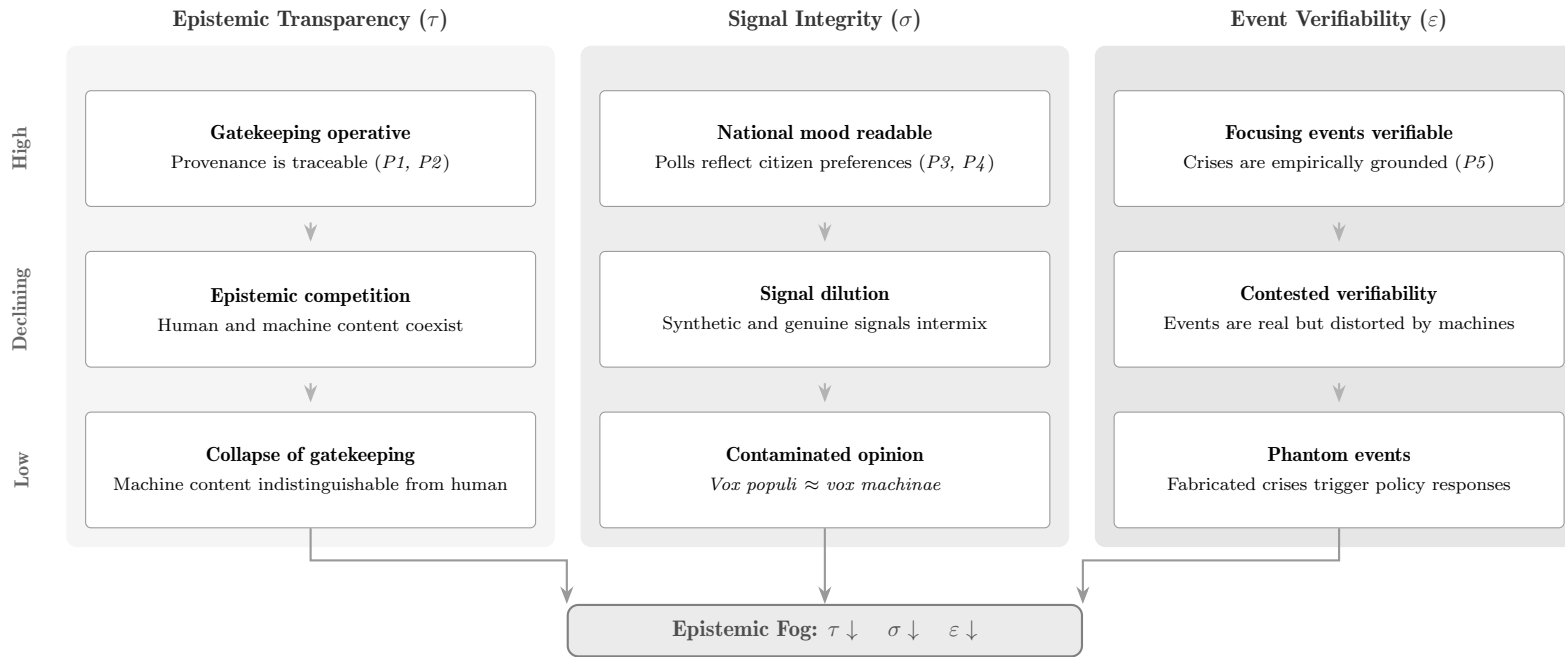 Epistemic Transparency (τ)
Signal Integrity (σ)
Event Verifiability (ε)
High
Gatekeeping operative
Provenance is traceable (P1, P2)
National mood readable
Polls reflect citizen preferences (P3, P4)
Focusing events verifiable
Crises are empirically grounded (P5)
Declining
Epistemic competition
Human and machine content coexist
Signal dilution
Synthetic and genuine signals intermix
Contested verifiability
Events are real but distorted by machines
Low
Collapse of gatekeeping
Machine content indistinguishable from human
Contaminated opinion
Vox populi ≈ vox machinae
Phantom events
Fabricated crises trigger policy responses
Epistemic Fog: τ ↓ σ ↓ ε ↓